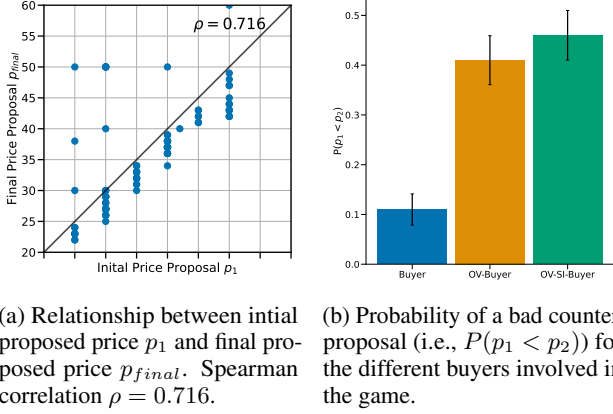 60
55
50
45
40
35
30
25
20
Final Price Proposal p_final
ρ = 0.716
Inital Price Proposal p_1
0.5
0.4
0.3
0.2
0.1
0.0
P(p_1 < p_2)
Buyer
OV-Buyer
OV-SI-Buyer
(a) Relationship between intial
proposed price p_1 and final pro-
posed price p_final. Spearman
correlation ρ = 0.716.
(b) Probability of a bad counter
proposal (i.e., P(p_1 < p_2)) fo
the different buyers involved in
the game.